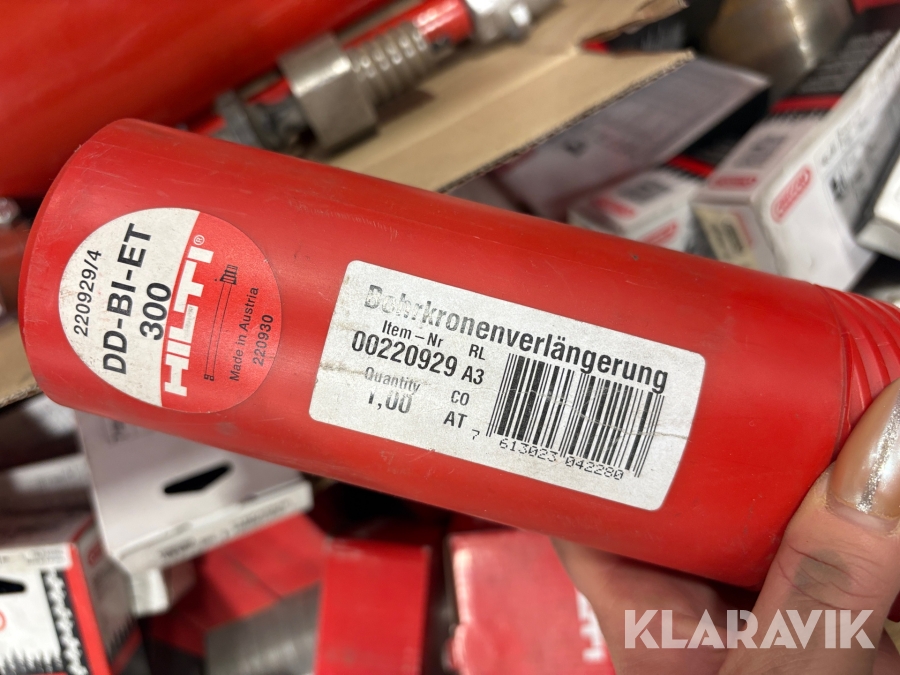 220929/4
DD-BI-ET
300
HILTI®
Made in Austria
220930
Bohrkronenverlängerung
Item-Nr RL
00220929 A3
Quantity CO
1,00 AT
7 613023 042280
KLARAVIK